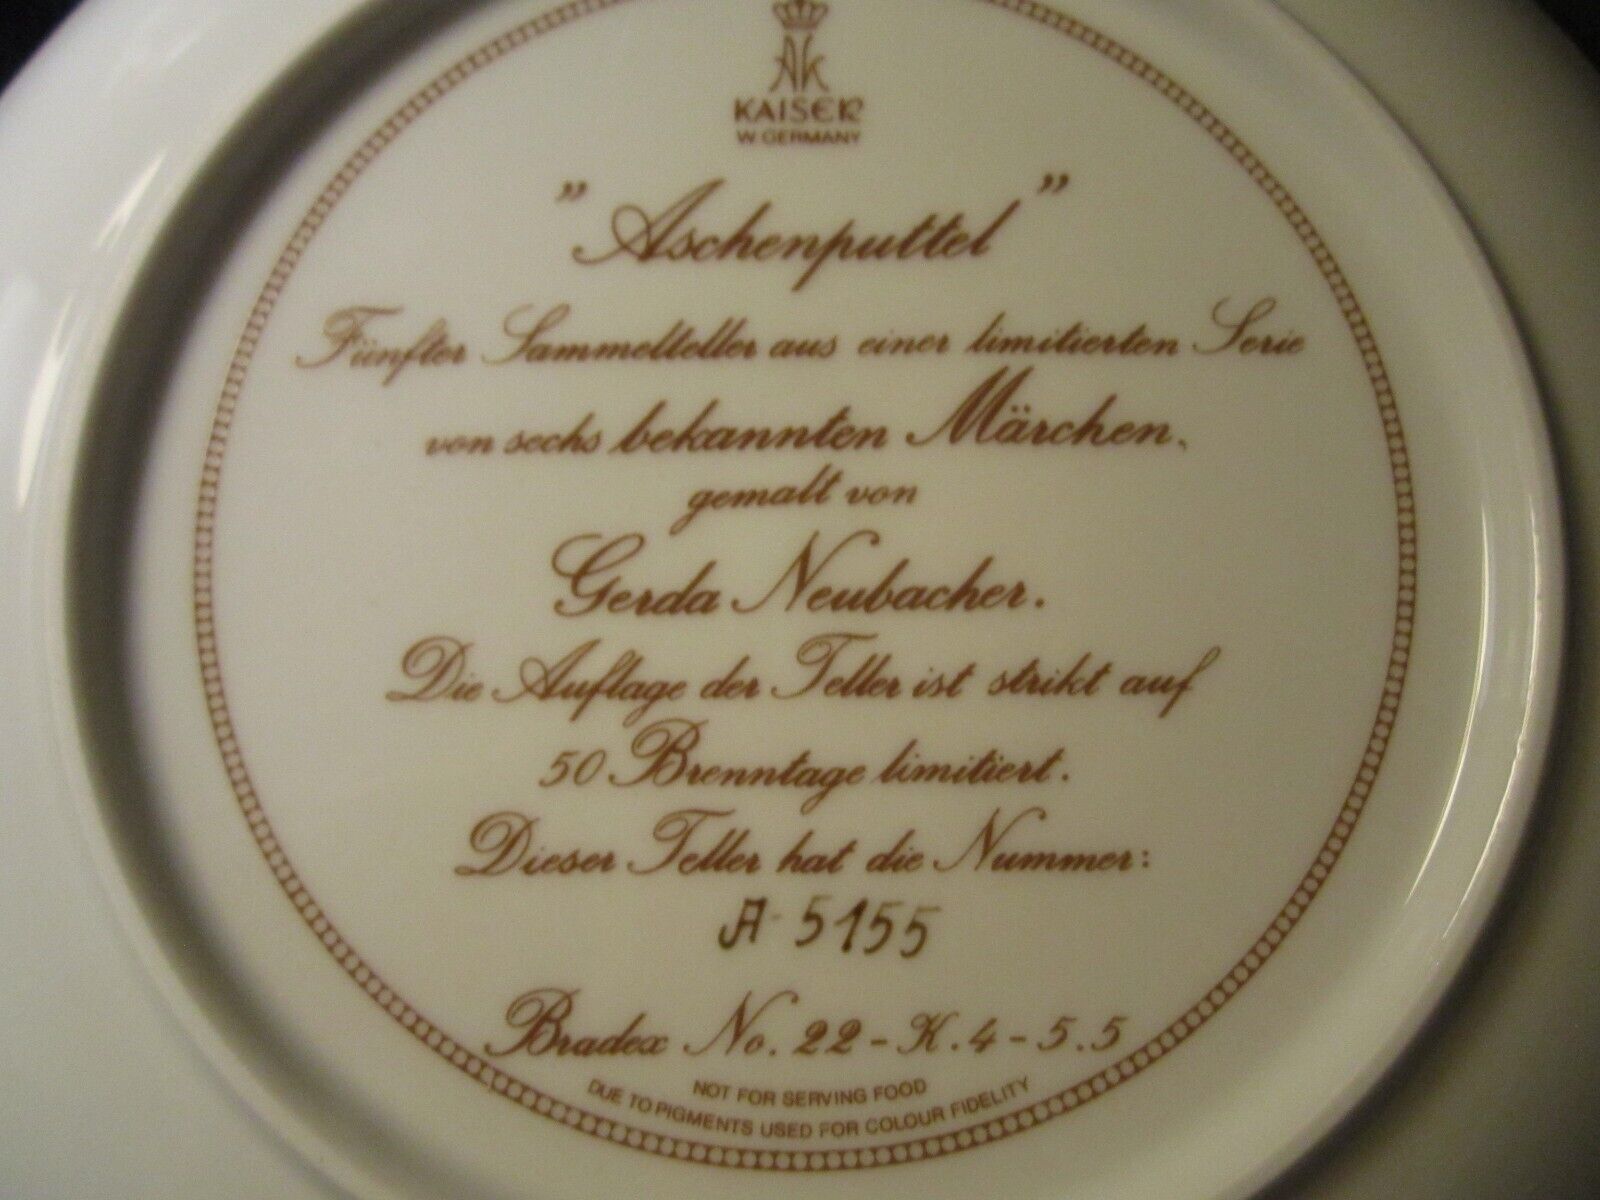 AK
KAISER
W. GERMANY
"Aschenputtel"
Fünfter Sammelteller aus einer limitierten Serie
von sechs bekannten Märchen,
gemalt von
Gerda Neubacher.
Die Auflage der Teller ist strikt auf
50 Brenntage limitiert.
Dieser Teller hat die Nummer:
A-5155
Bradex No. 22-K.4-5.5
NOT FOR SERVING FOOD
DUE TO PIGMENTS USED FOR COLOUR FIDELITY